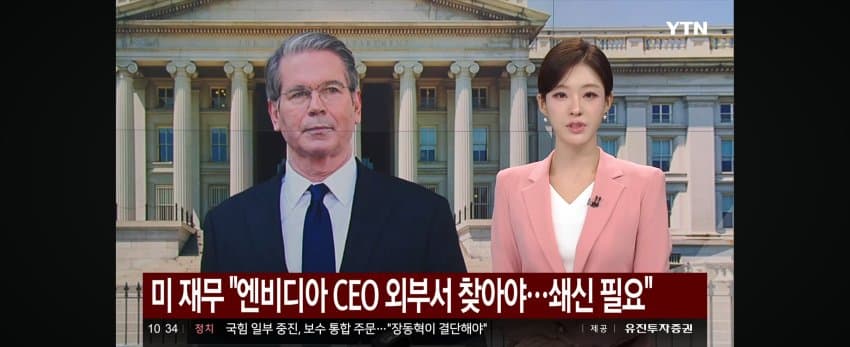 YTN
미 재무 "엔비디아 CEO 외부서 찾아야…쇄신 필요"
10 34 정치 국힘 일부 중진, 보수 통합 주문…"장동혁이 결단해야" 제공 유진투자증권